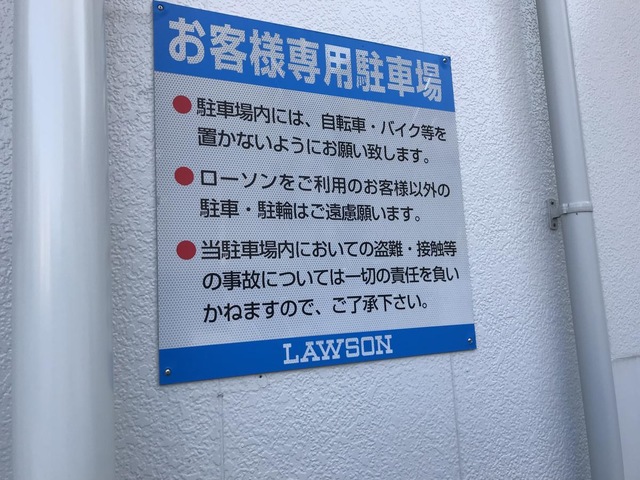 お客様専用駐車場
●駐車場内には、自転車・バイク等を
置かないようにお願い致します。
●ローソンをご利用のお客様以外の
駐車・駐輪はご遠慮願います。
●当駐車場内においての盗難・接触等
の事故については一切の責任を負い
かねますので、ご了承下さい。
LAWSON